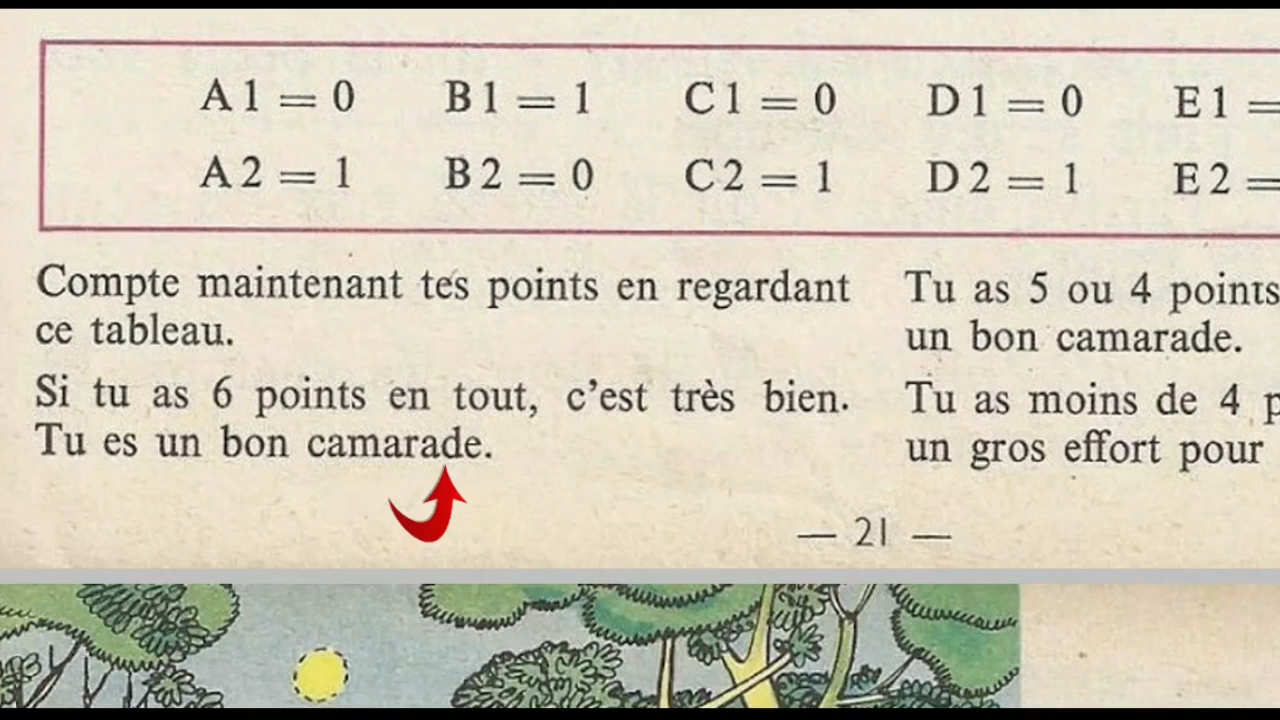 A1 = 0 B1 = 1 C1 = 0 D1 = 0 E1 =
A2 = 1 B2 = 0 C2 = 1 D2 = 1 E2 =
Compte maintenant tes points en regardant
ce tableau.
Si tu as 6 points en tout, c'est très bien.
Tu es un bon camarade.
Tu as 5 ou 4 points
un bon camarade.
Tu as moins de 4 p
un gros effort pour
— 21 —